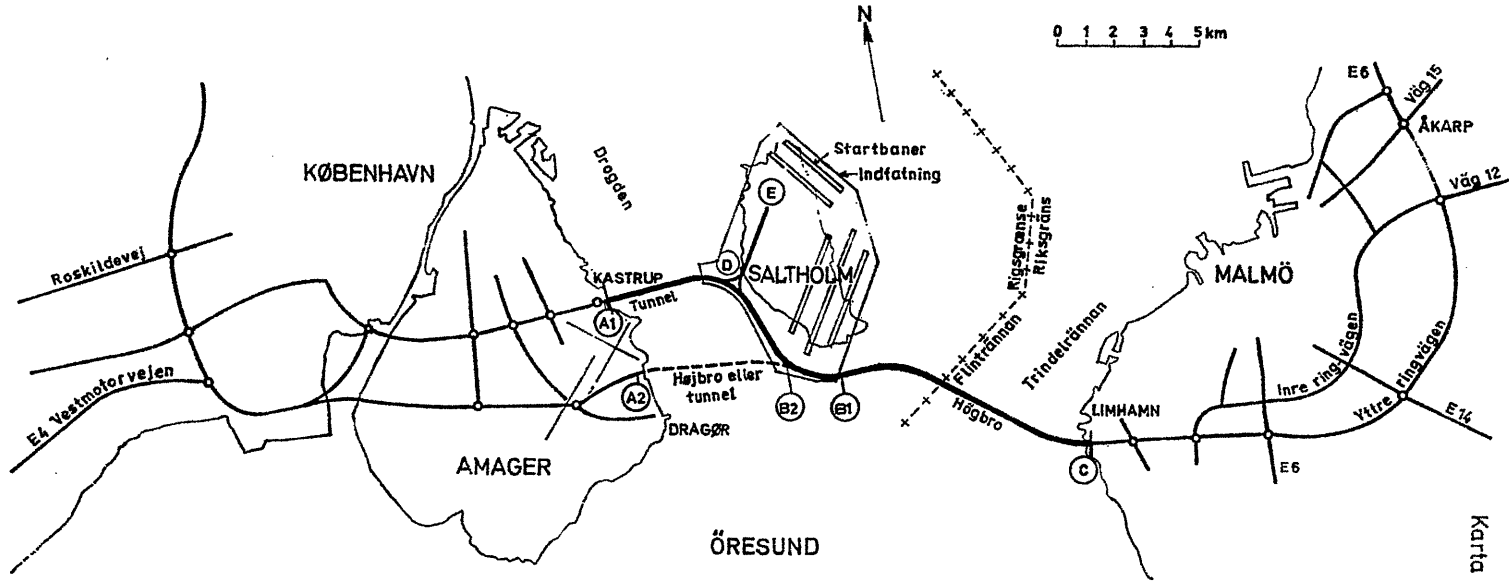 N
0 1 2 3 4 5 km
E6
Väg 15
ÅKARP
KØBENHAVN
Drogden
Startbaner
Indfatning
E
Väg 12
Roskildevej
KASTRUP
D
SALTHOLM
Rigsgrænse
Riksgräns
MALMÖ
Tunnel
A1
Flintrännan
Trindelrännan
E4 Vestmotorvejen
A2
Højbro eller
tunnel
B2
B1
Högbro
LIMHAMN
Inre ringvägen
Yttre ringvägen
E14
DRAGØR
AMAGER
C
E6
ÖRESUND
Karta